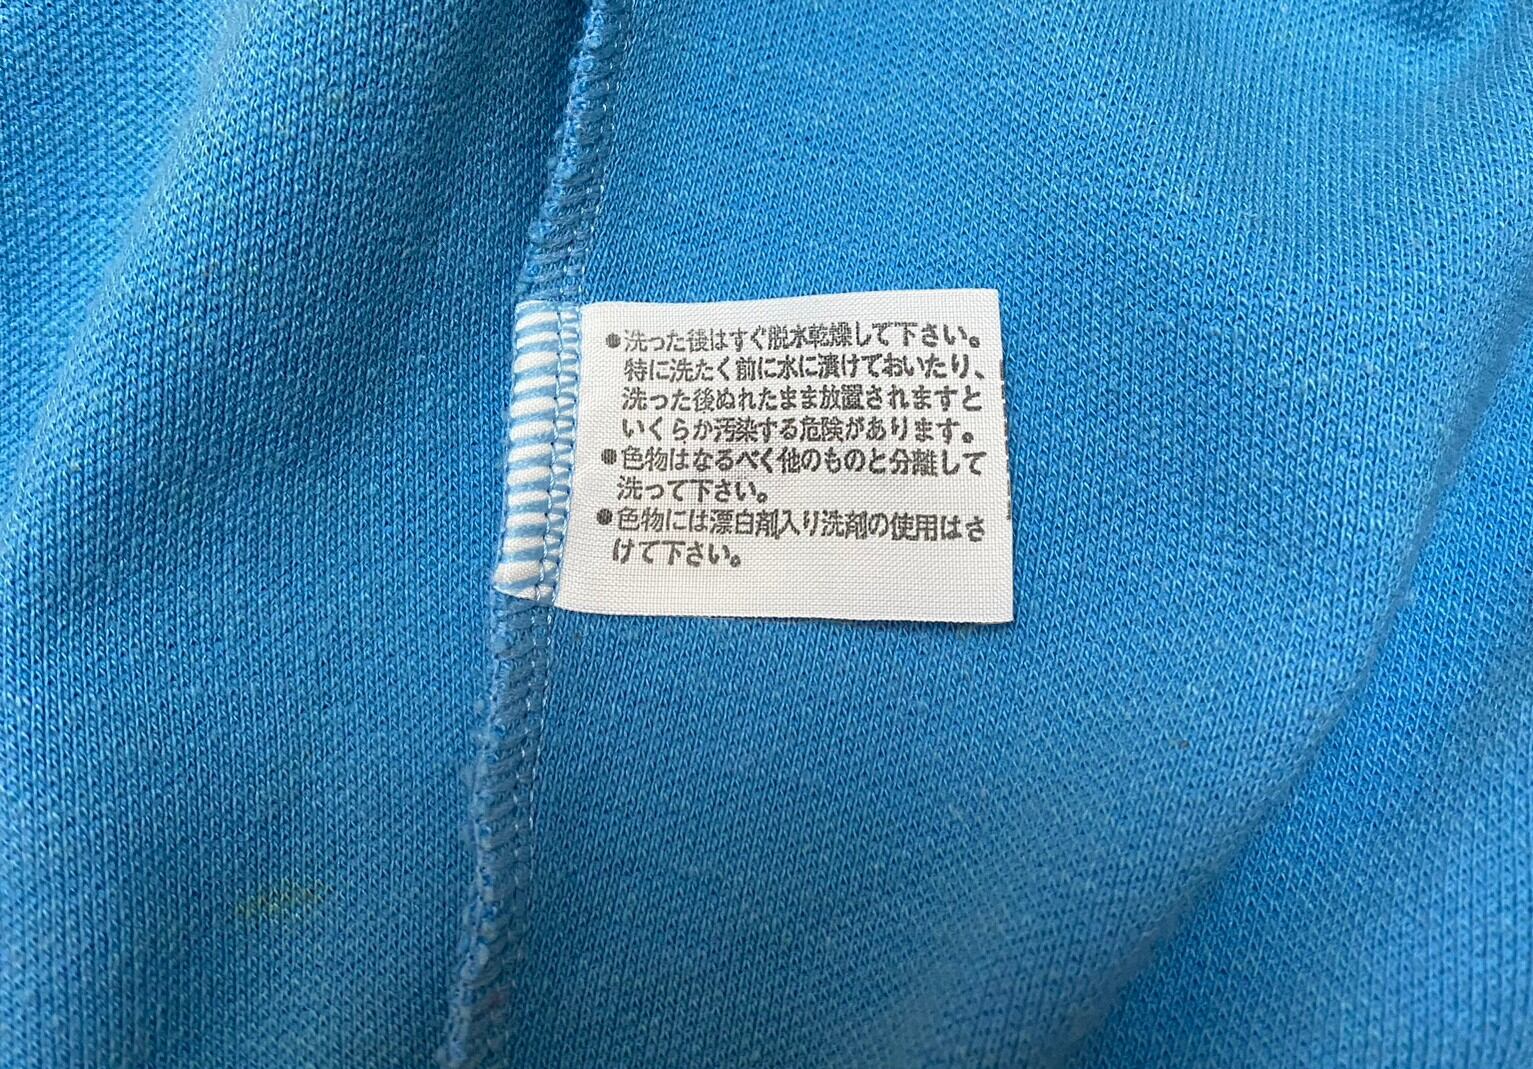 ●洗った後はすぐ脱水乾燥して下さい。
特に洗たく前に水に漬けておいたり、
洗った後ぬれたまま放置されますと
いくらか汚染する危険があります。
●色物はなるべく他のものと分離して
洗って下さい。
●色物には漂白剤入り洗剤の使用はさ
けて下さい。